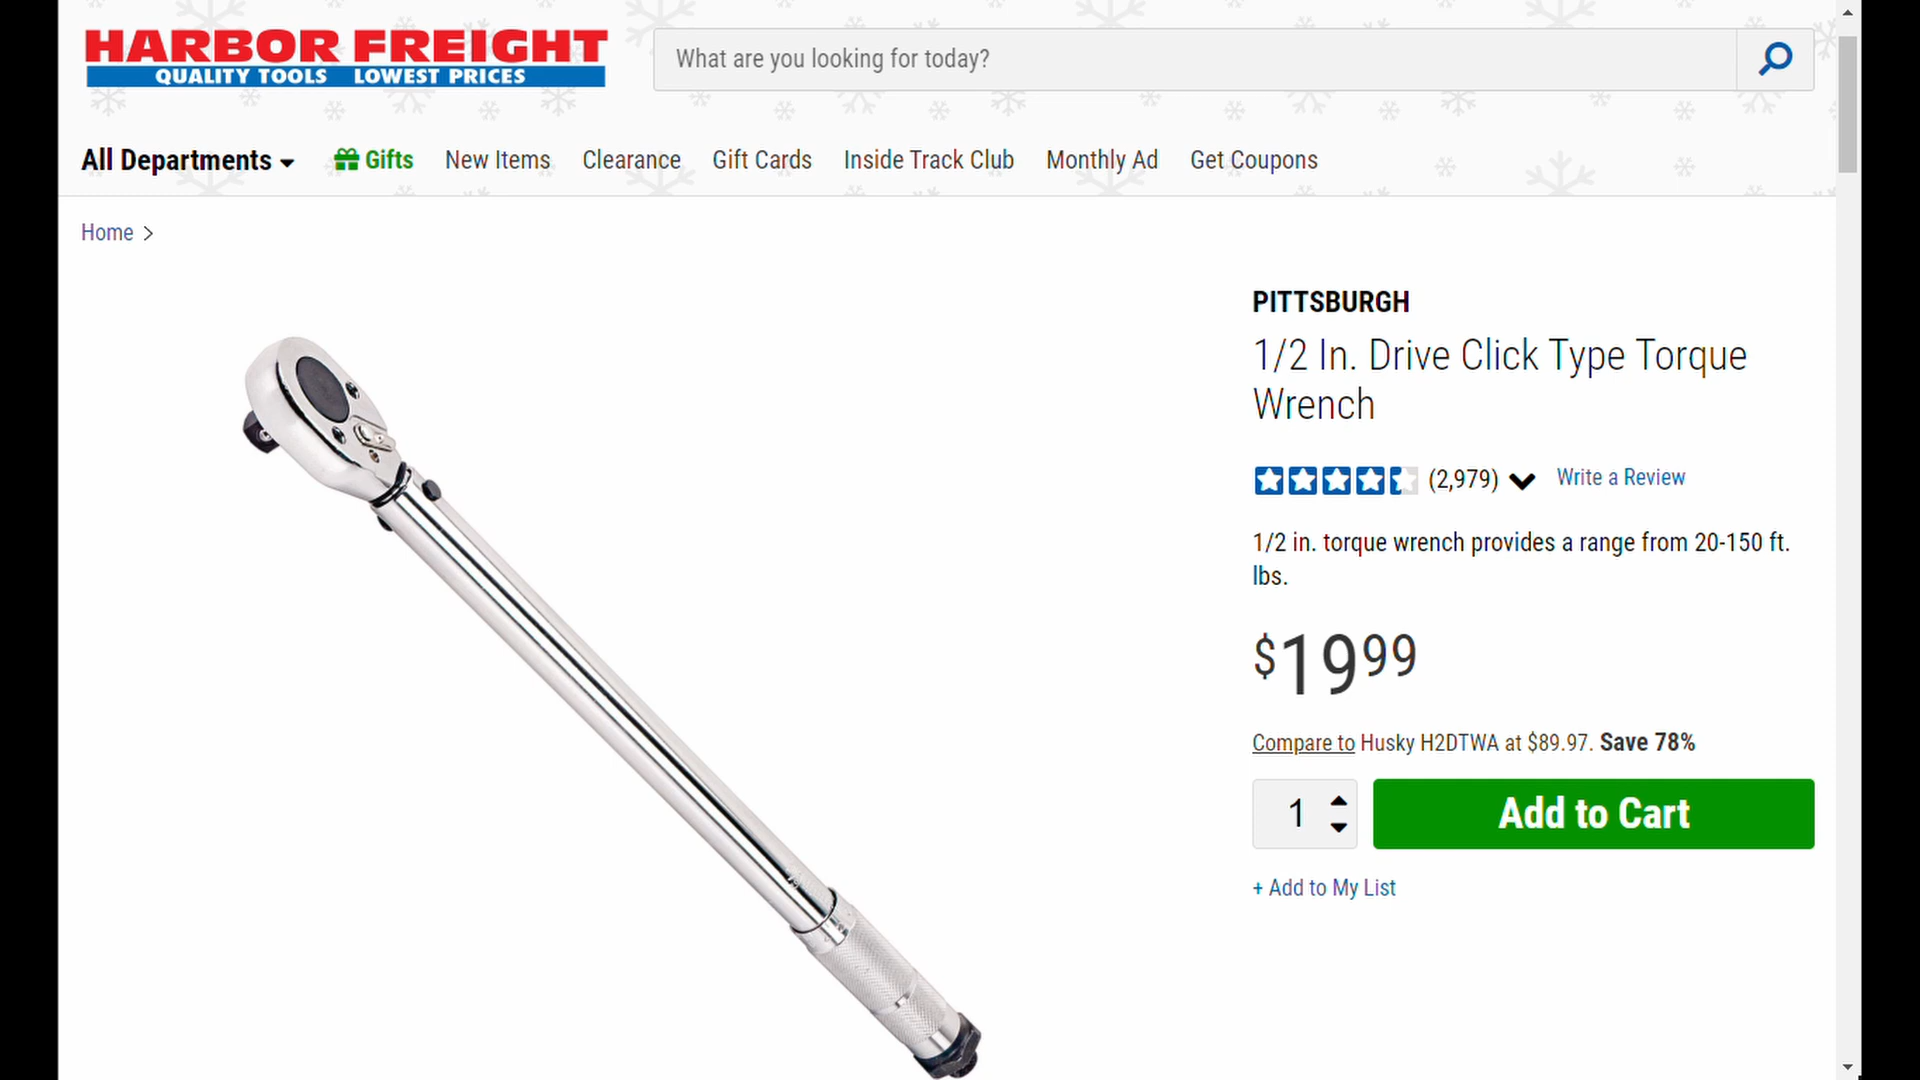 HARBOR FREIGHT
QUALITY TOOLS LOWEST PRICES
What are you looking for today?
All Departments
Gifts
New Items
Clearance
Gift Cards
Inside Track Club
Monthly Ad
Get Coupons
Home >
PITTSBURGH
1/2 In. Drive Click Type Torque
Wrench
(2,979)
Write a Review
1/2 in. torque wrench provides a range from 20-150 ft.
lbs.
$19 99
Compare to Husky H2DTWA at $89.97. Save 78%
1
Add to Cart
+ Add to My List